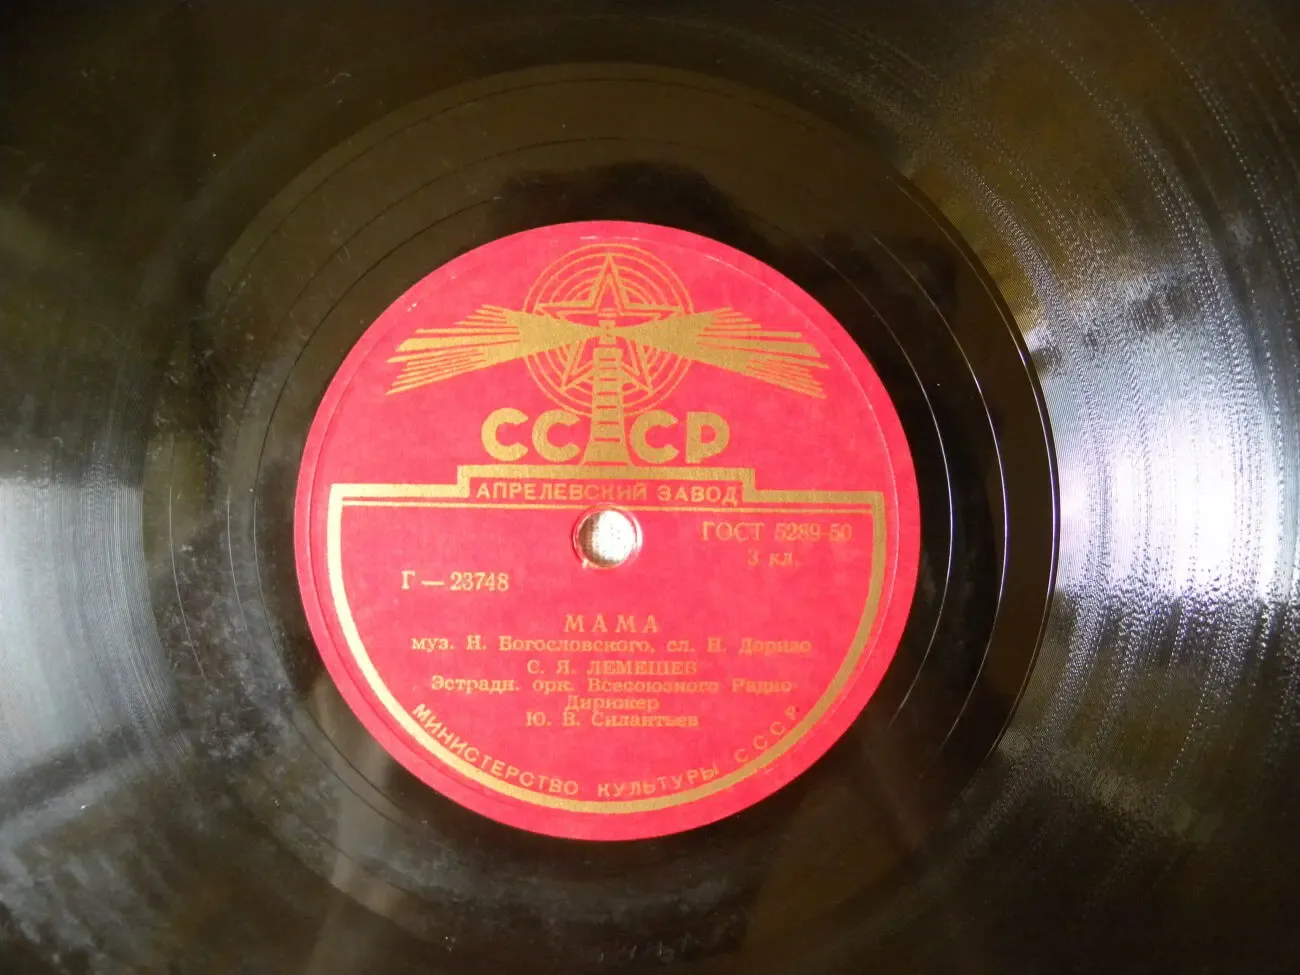 СССР
АПРЕЛЕВСКИЙ ЗАВОД
ГОСТ 5289-50
3 кл.
Г — 23748
МАМА
муз. Н. Богословского, сл. Н. Доризо
С. Я. ЛЕМЕШЕВ
Эстрадн. орк. Всесоюзного Радио
Дирижер
Ю. В. Силантьев
МИНИСТЕРСТВО КУЛЬТУРЫ СССР